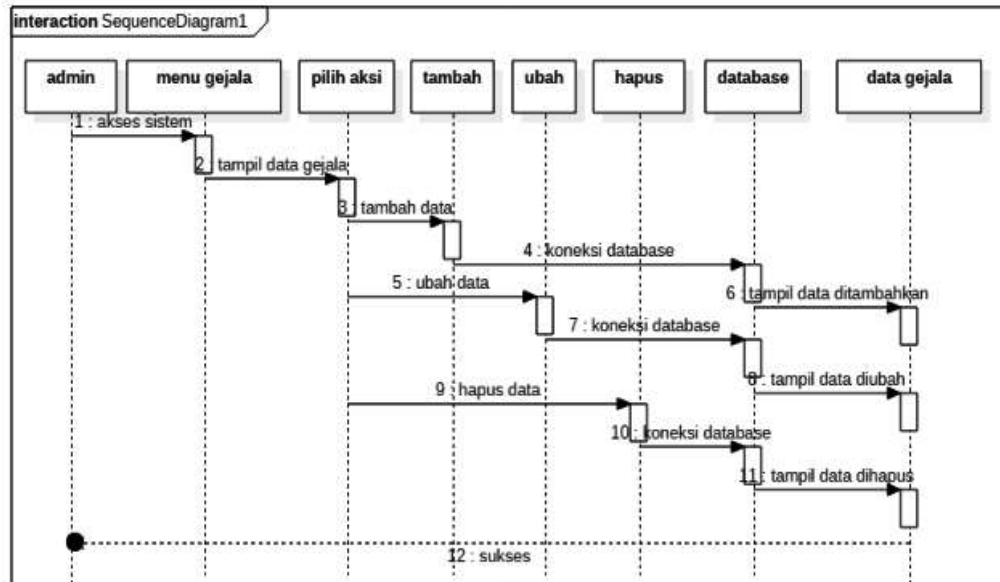 interaction SequenceDiagram1
admin menu gejala pilih aksi tambah ubah hapus database data gejala
1 : akses sistem
2 : tampil data gejala
3 : tambah data
4 : koneksi database
5 : ubah data
6 : tampil data ditambahkan
7 : koneksi database
8 : tampil data diubah
9 : hapus data
10 : koneksi database
11 : tampil data dihapus
12 : sukses